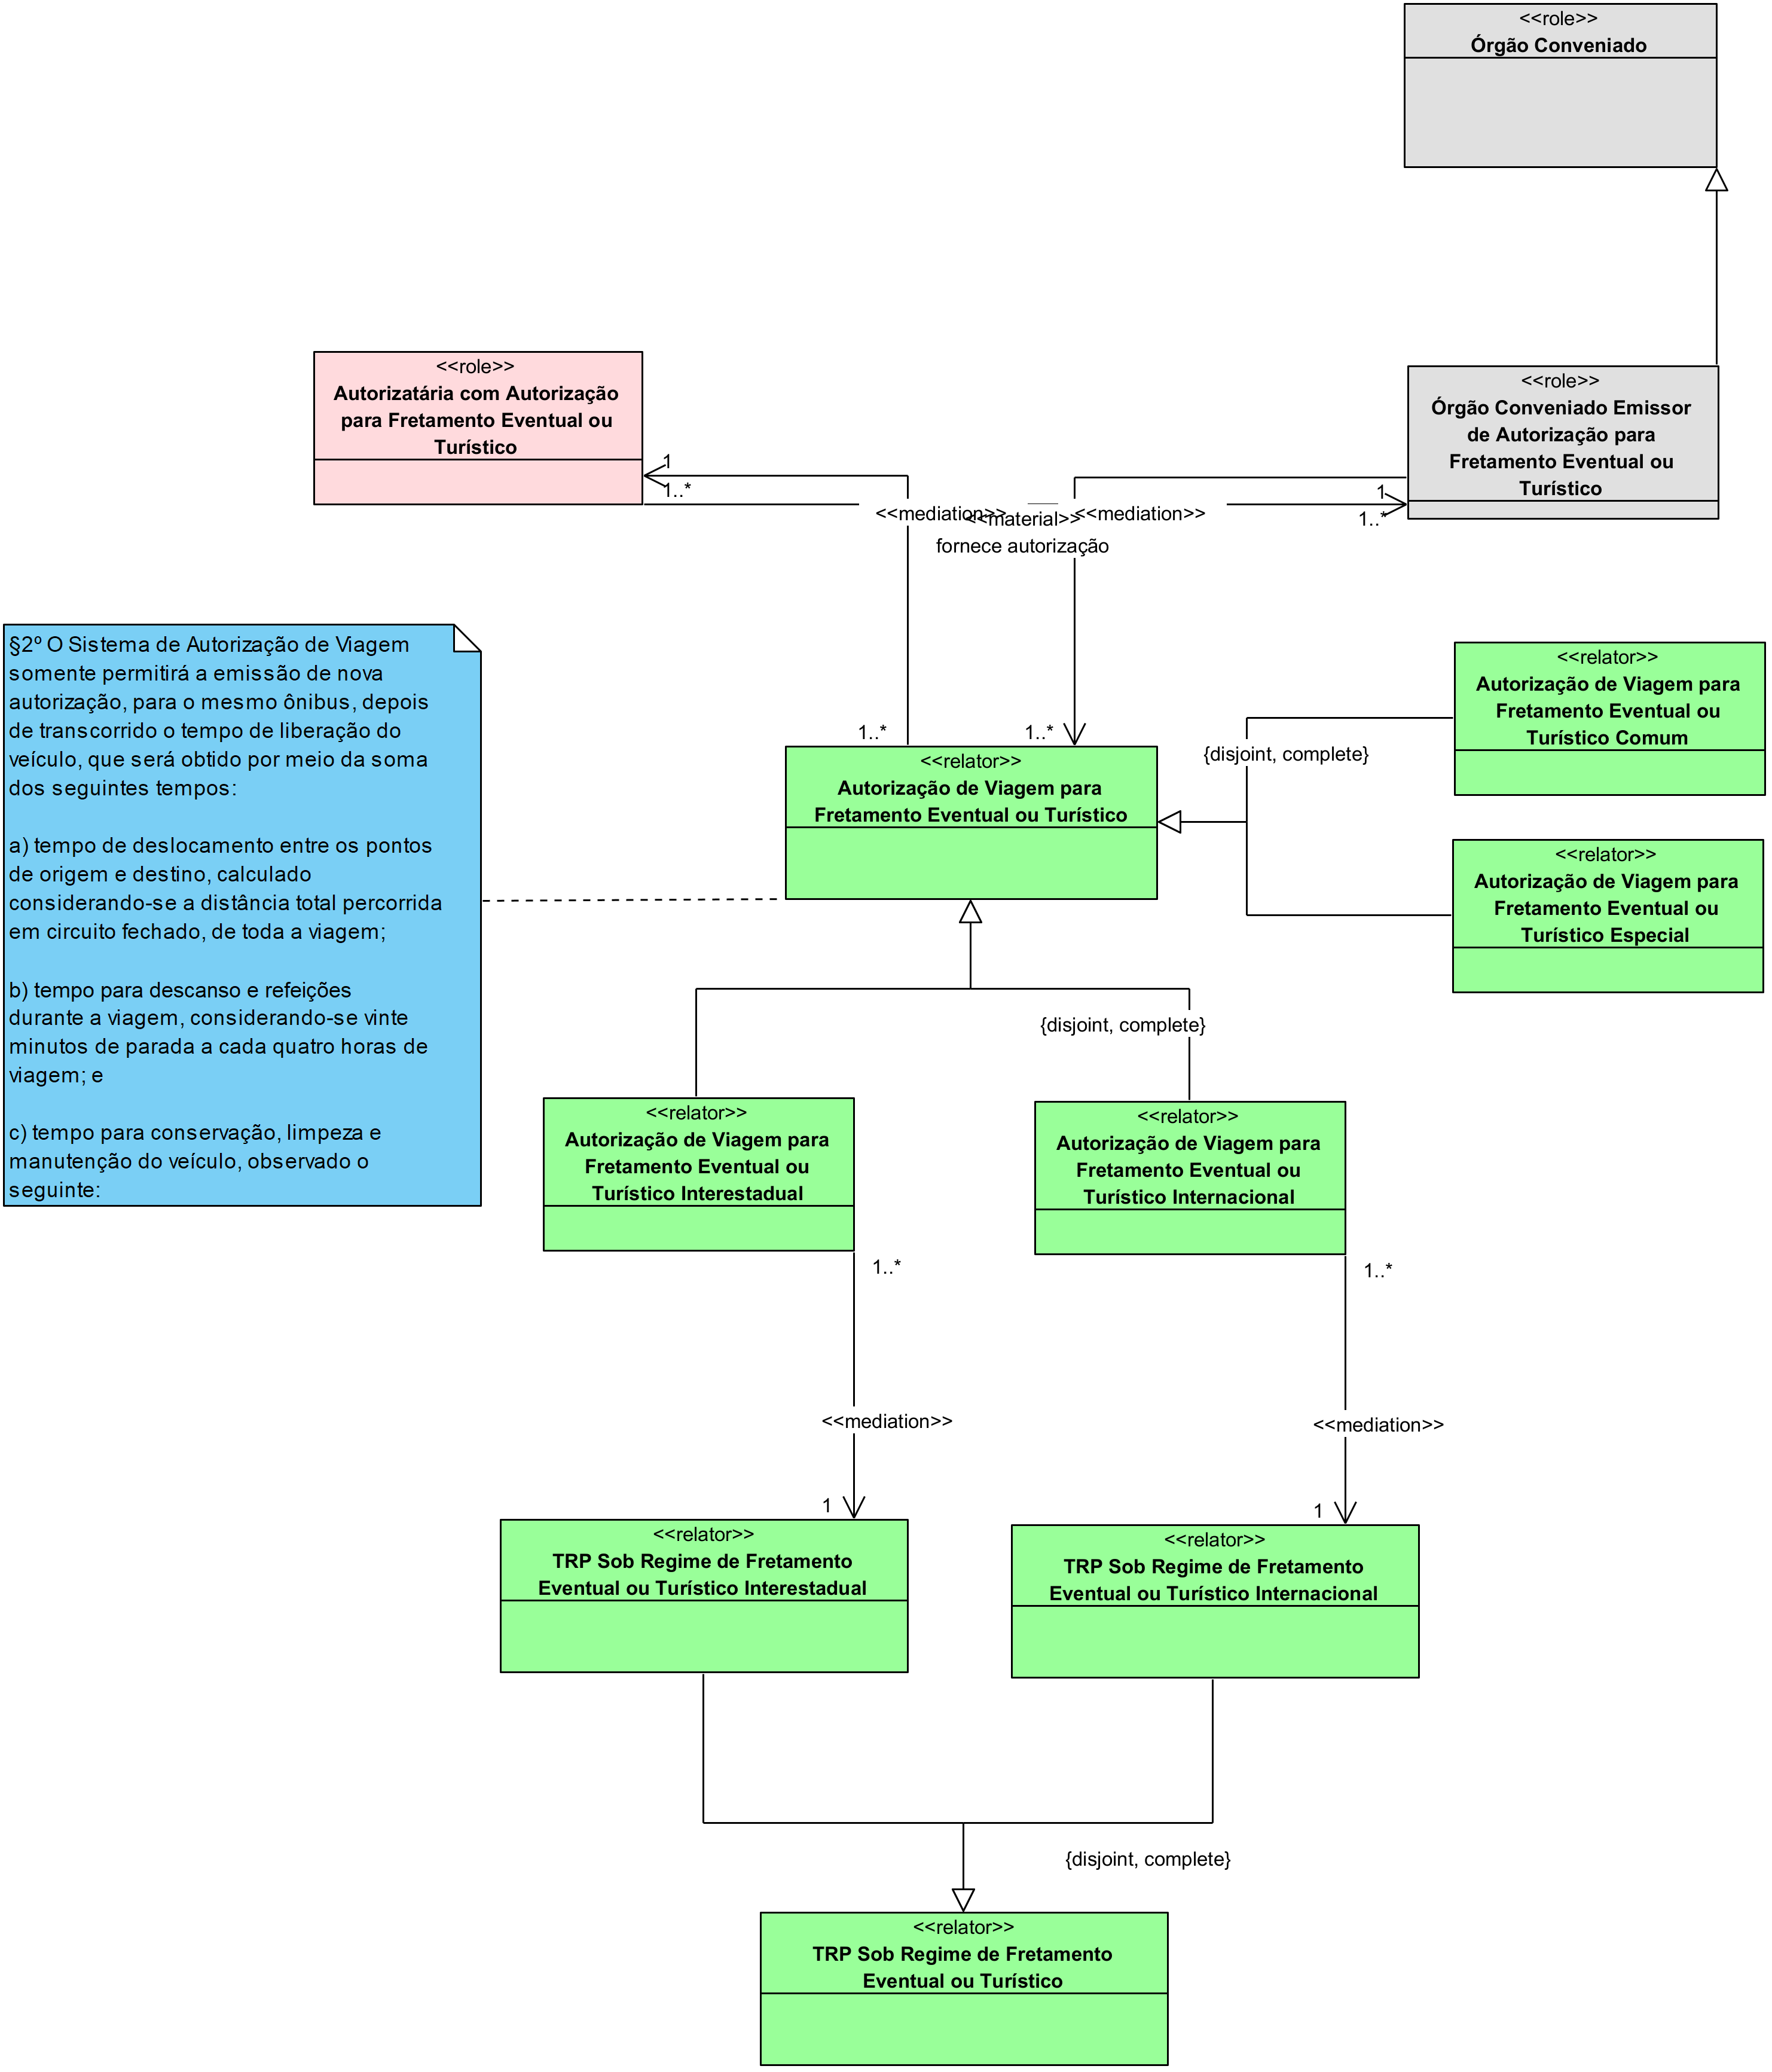 <<role>>
Órgão Conveniado
<<role>>
Autorizatária com Autorização
para Fretamento Eventual ou
Turístico
<<role>>
Órgão Conveniado Emissor
de Autorização para
Fretamento Eventual ou
Turístico
1
1..*
1
1..*
<<mediation>>
<<material>>
fornece autorização
<<mediation>>
1..*
1..*
§2º O Sistema de Autorização de Viagem
somente permitirá a emissão de nova
autorização, para o mesmo ônibus, depois
de transcorrido o tempo de liberação do
veículo, que será obtido por meio da soma
dos seguintes tempos:
a) tempo de deslocamento entre os pontos
de origem e destino, calculado
considerando-se a distância total percorrida
em circuito fechado, de toda a viagem;
b) tempo para descanso e refeições
durante a viagem, considerando-se vinte
minutos de parada a cada quatro horas de
viagem; e
c) tempo para conservação, limpeza e
manutenção do veículo, observado o
seguinte:
<<relator>>
Autorização de Viagem para
Fretamento Eventual ou Turístico
{disjoint, complete}
<<relator>>
Autorização de Viagem para
Fretamento Eventual ou
Turístico Comum
<<relator>>
Autorização de Viagem para
Fretamento Eventual ou
Turístico Especial
{disjoint, complete}
<<relator>>
Autorização de Viagem para
Fretamento Eventual ou
Turístico Interestadual
<<relator>>
Autorização de Viagem para
Fretamento Eventual ou
Turístico Internacional
1..*
1..*
<<mediation>>
<<mediation>>
1
1
<<relator>>
TRP Sob Regime de Fretamento
Eventual ou Turístico Interestadual
<<relator>>
TRP Sob Regime de Fretamento
Eventual ou Turístico Internacional
{disjoint, complete}
<<relator>>
TRP Sob Regime de Fretamento
Eventual ou Turístico